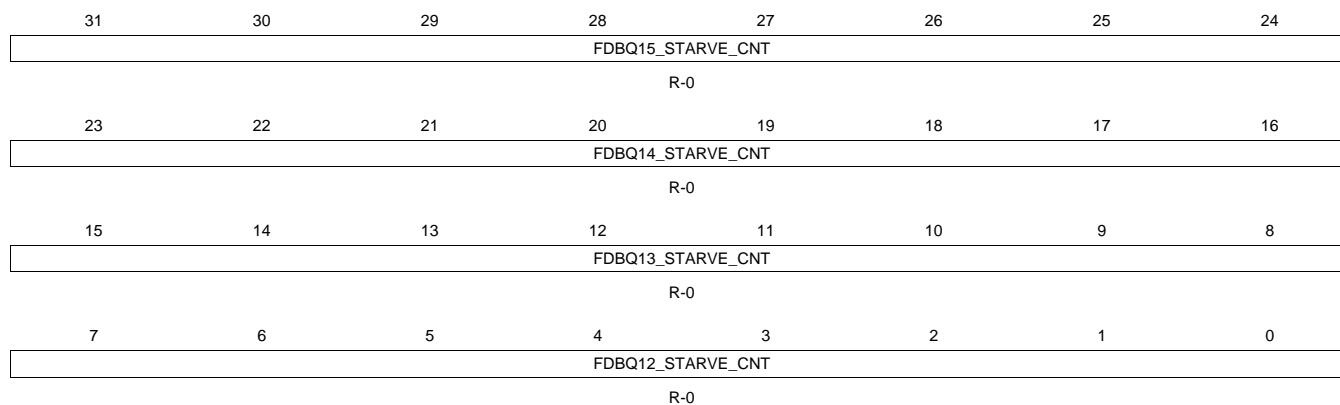 31 30 29 28 27 26 25 24
FDBQ15_STARVE_CNT
R-0
23 22 21 20 19 18 17 16
FDBQ14_STARVE_CNT
R-0
15 14 13 12 11 10 9 8
FDBQ13_STARVE_CNT
R-0
7 6 5 4 3 2 1 0
FDBQ12_STARVE_CNT
R-0